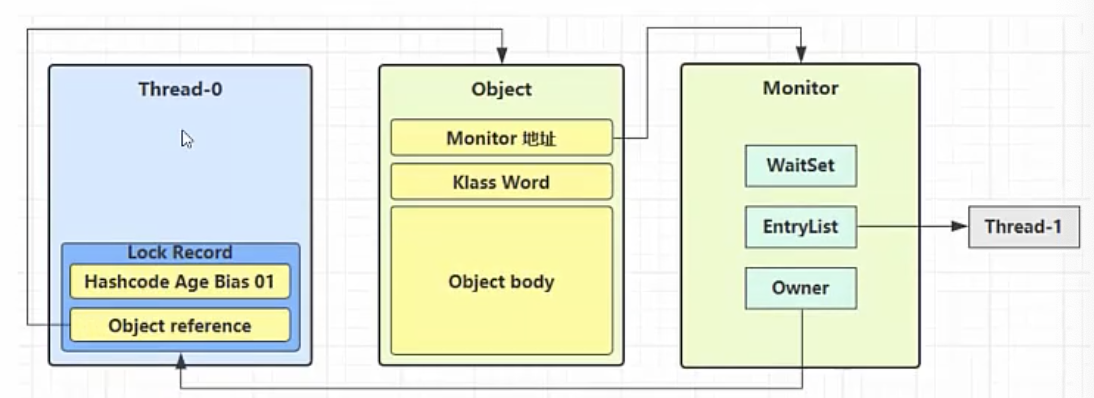 Thread-0
Lock Record
Hashcode Age Bias 01
Object reference
Object
Monitor 地址
Klass Word
Object body
Monitor
WaitSet
EntryList
Owner
Thread-1